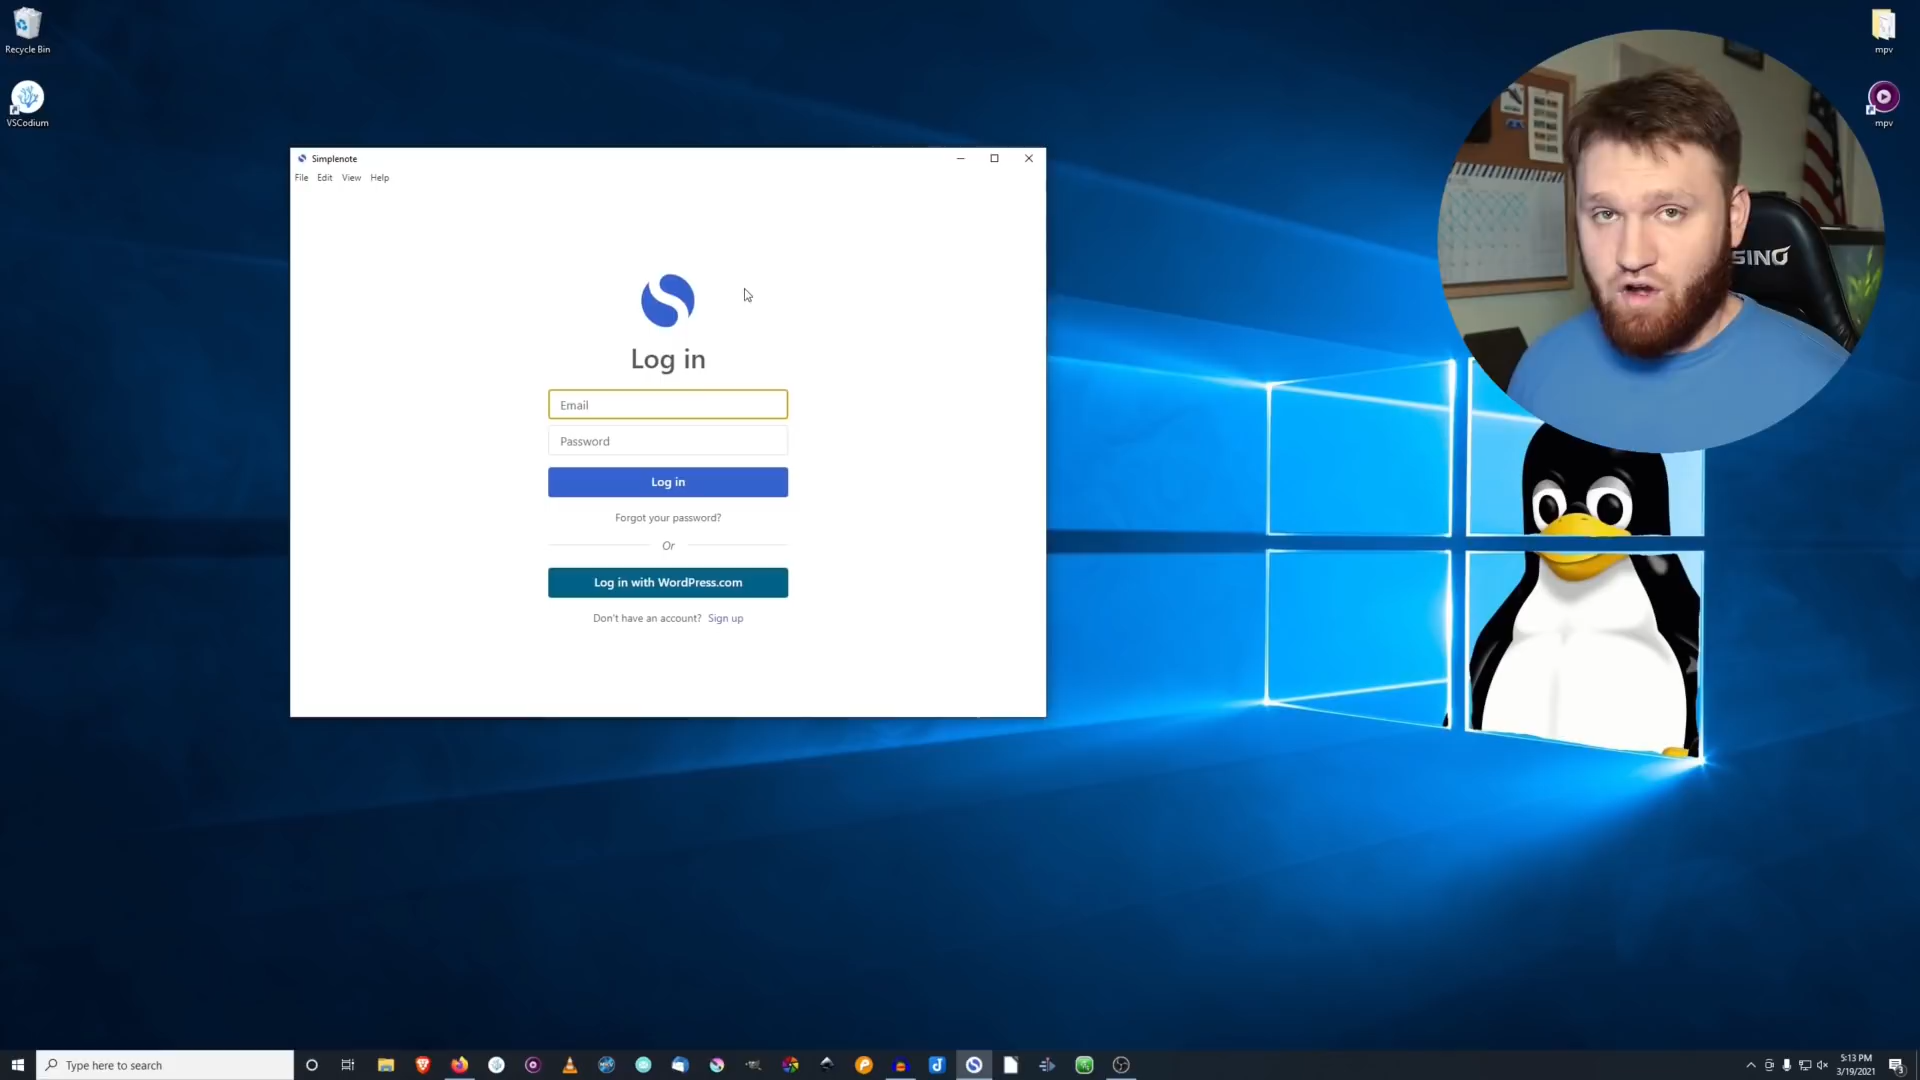 Recycle Bin
VSCodium
mpv
mpv
Simplenote
File Edit View Help
Log in
Email
Password
Log in
Forgot your password?
Or
Log in with WordPress.com
Don't have an account? Sign up
SINO
Type here to search
5:13 PM
3/19/2021